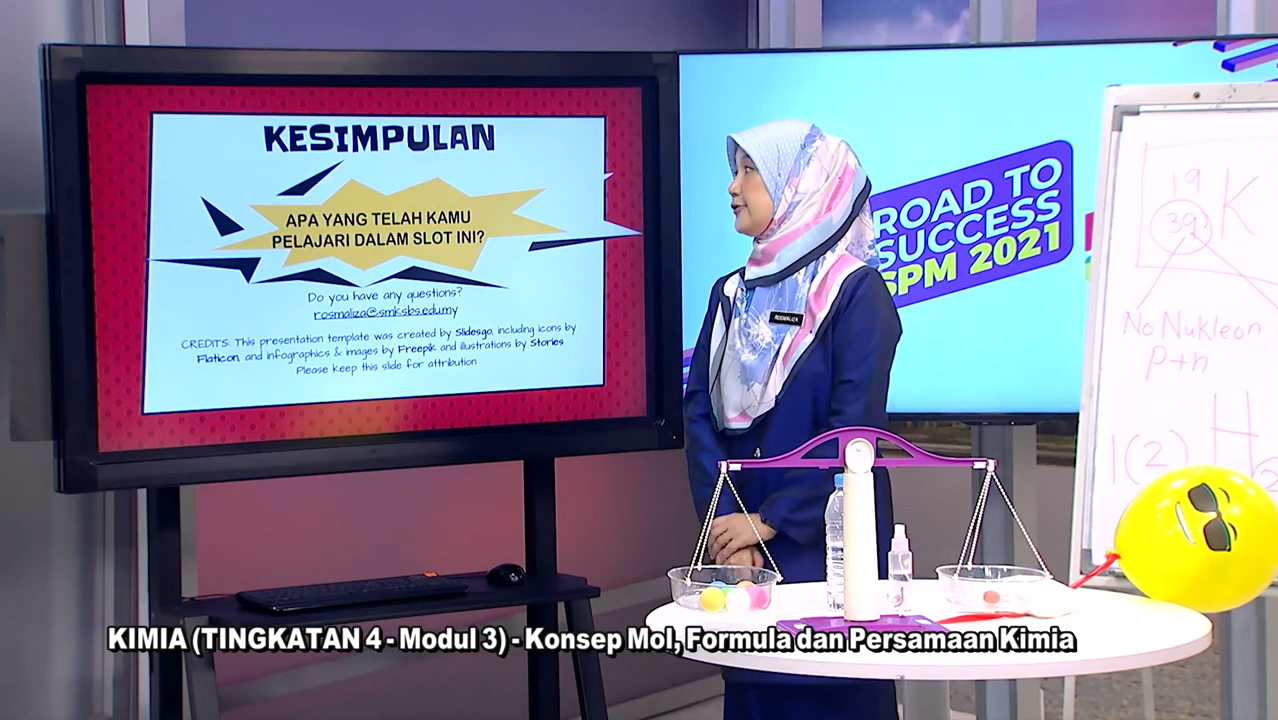 KESIMPULAN
APA YANG TELAH KAMU
PELAJARI DALAM SLOT INI?
Do you have any questions?
rosmaliza@smksbs.edu.my
CREDITS: This presentation template was created by Slidesgo, including icons by
Flaticon, and infographics & images by Freepik and illustrations by Stories
Please keep this slide for attribution
ROAD TO
SUCCESS
SPM 2021
ROSMALIZA
19
39
K
No Nukleon
P+n
1(2)
H2
KIMIA (TINGKATAN 4 - Modul 3) - Konsep Mol, Formula dan Persamaan Kimia